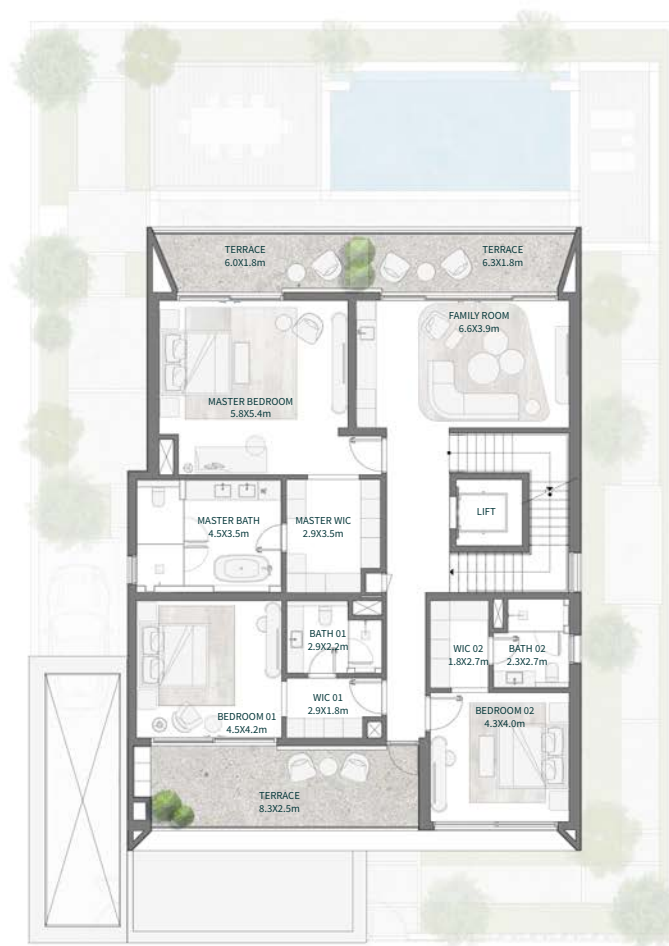 TERRACE
6.0X1.8m
TERRACE
6.3X1.8m
FAMILY ROOM
6.6X3.9m
MASTER BEDROOM
5.8X5.4m
MASTER BATH
4.5X3.5m
MASTER WIC
2.9X3.5m
LIFT
BATH 01
2.9X2.2m
WIC 02
1.8X2.7m
BATH 02
2.3X2.7m
WIC 01
2.9X1.8m
BEDROOM 01
4.5X4.2m
BEDROOM 02
4.3X4.0m
TERRACE
8.3X2.5m